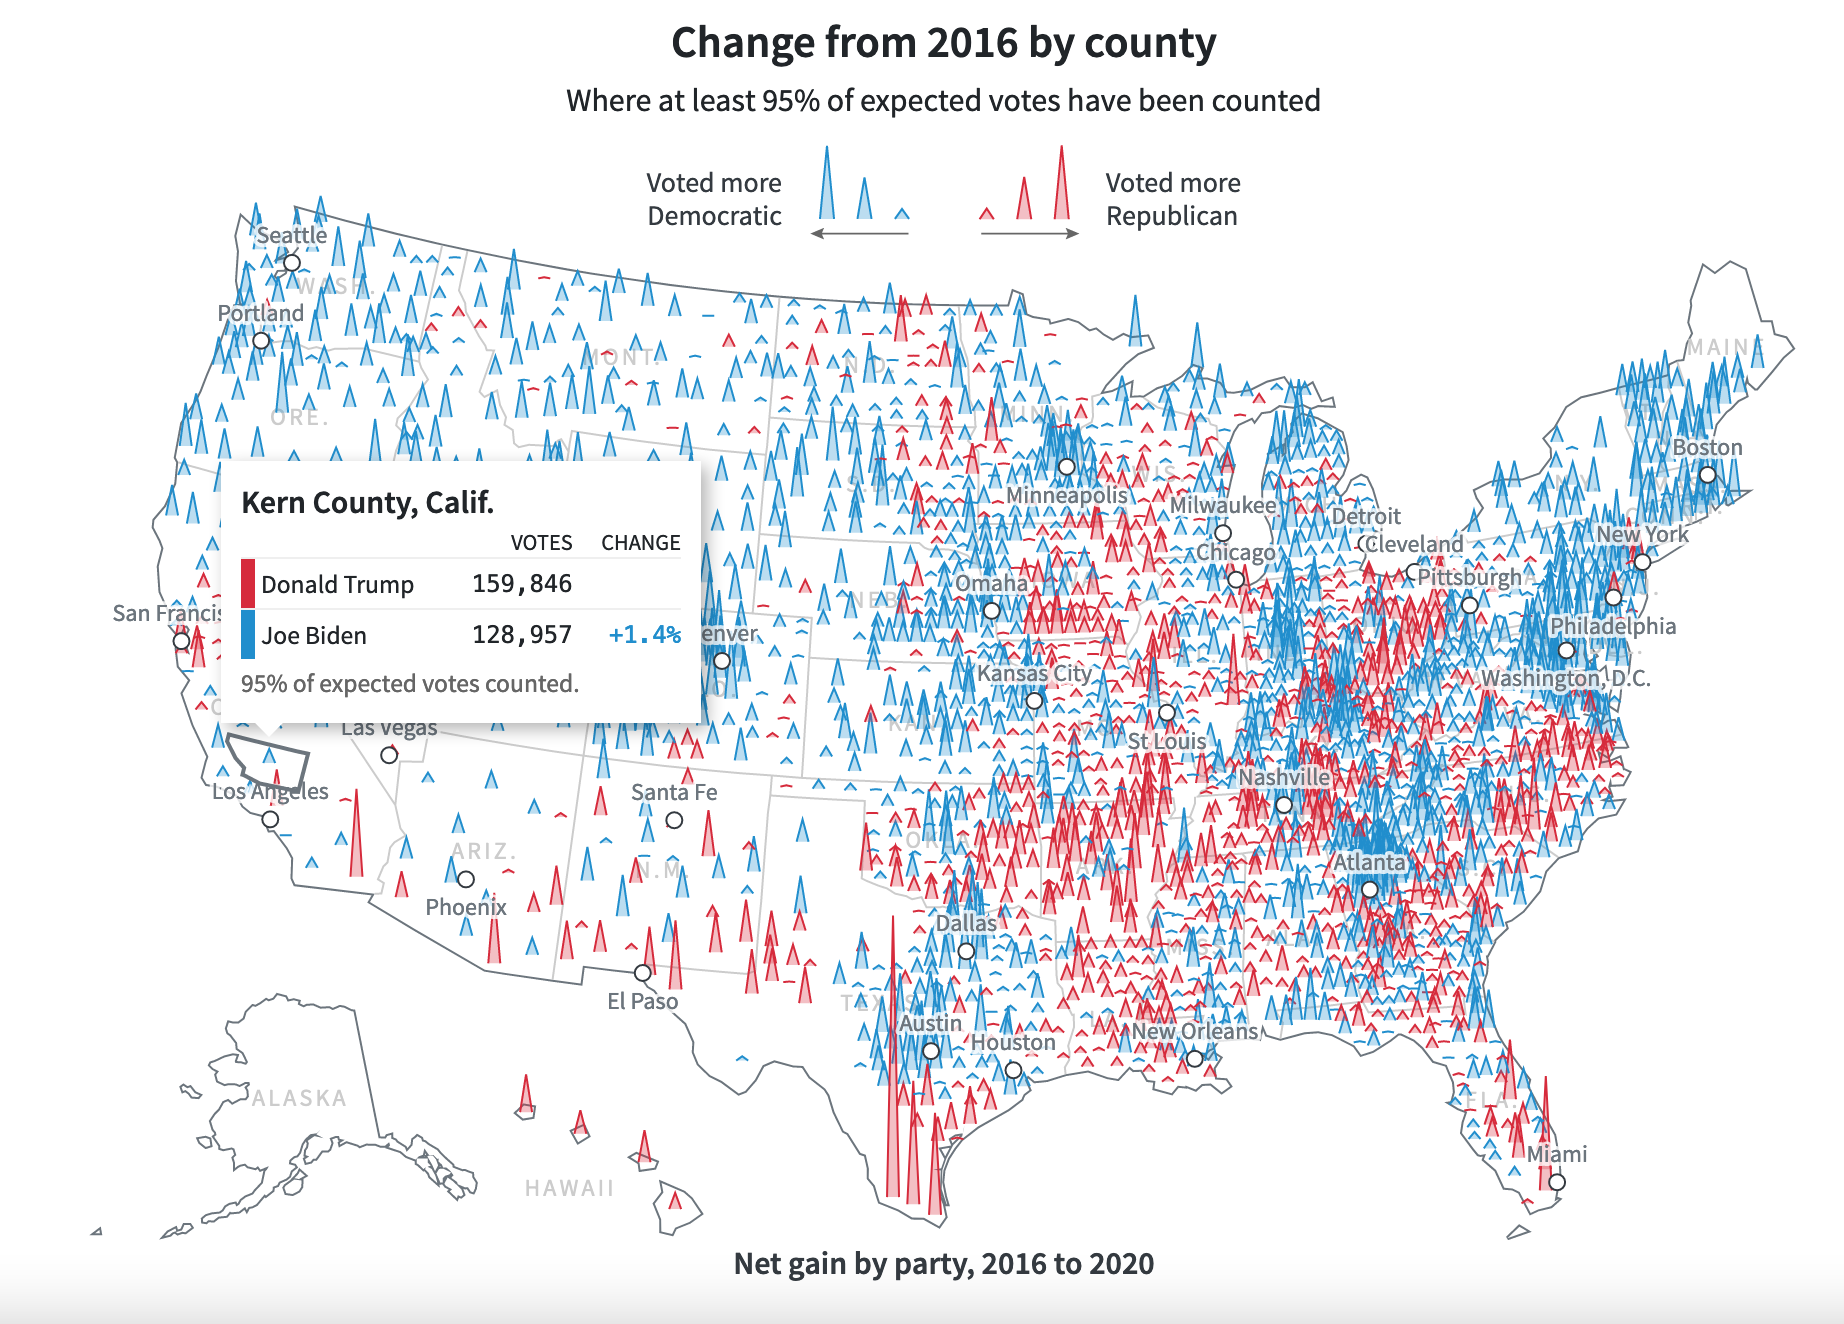 Change from 2016 by county
Where at least 95% of expected votes have been counted
Voted more
Democratic
Voted more
Republican
Seattle
WASH.
Portland
MONT.
N.D.
MAINE
ORE.
MINN.
Boston
Kern County, Calif.
VOTES CHANGE
Donald Trump 159,846
Joe Biden 128,957 +1.4%
95% of expected votes counted.
S.D.
WIS.
N.Y.
Minneapolis
Milwaukee
Detroit
New York
Chicago
Cleveland
Pittsburgh
Omaha
NEB.
San Francis
enver
Philadelphia
Kansas City
Washington, D.C.
KAN.
Las Vegas
St Louis
Nashville
Los Angeles
Santa Fe
OKLA.
ARIZ.
N.M.
ARK.
Atlanta
Phoenix
Dallas
MISS.
El Paso
TEXAS
Austin
Houston
New Orleans
ALASKA
FLA.
Miami
HAWAII
Net gain by party, 2016 to 2020